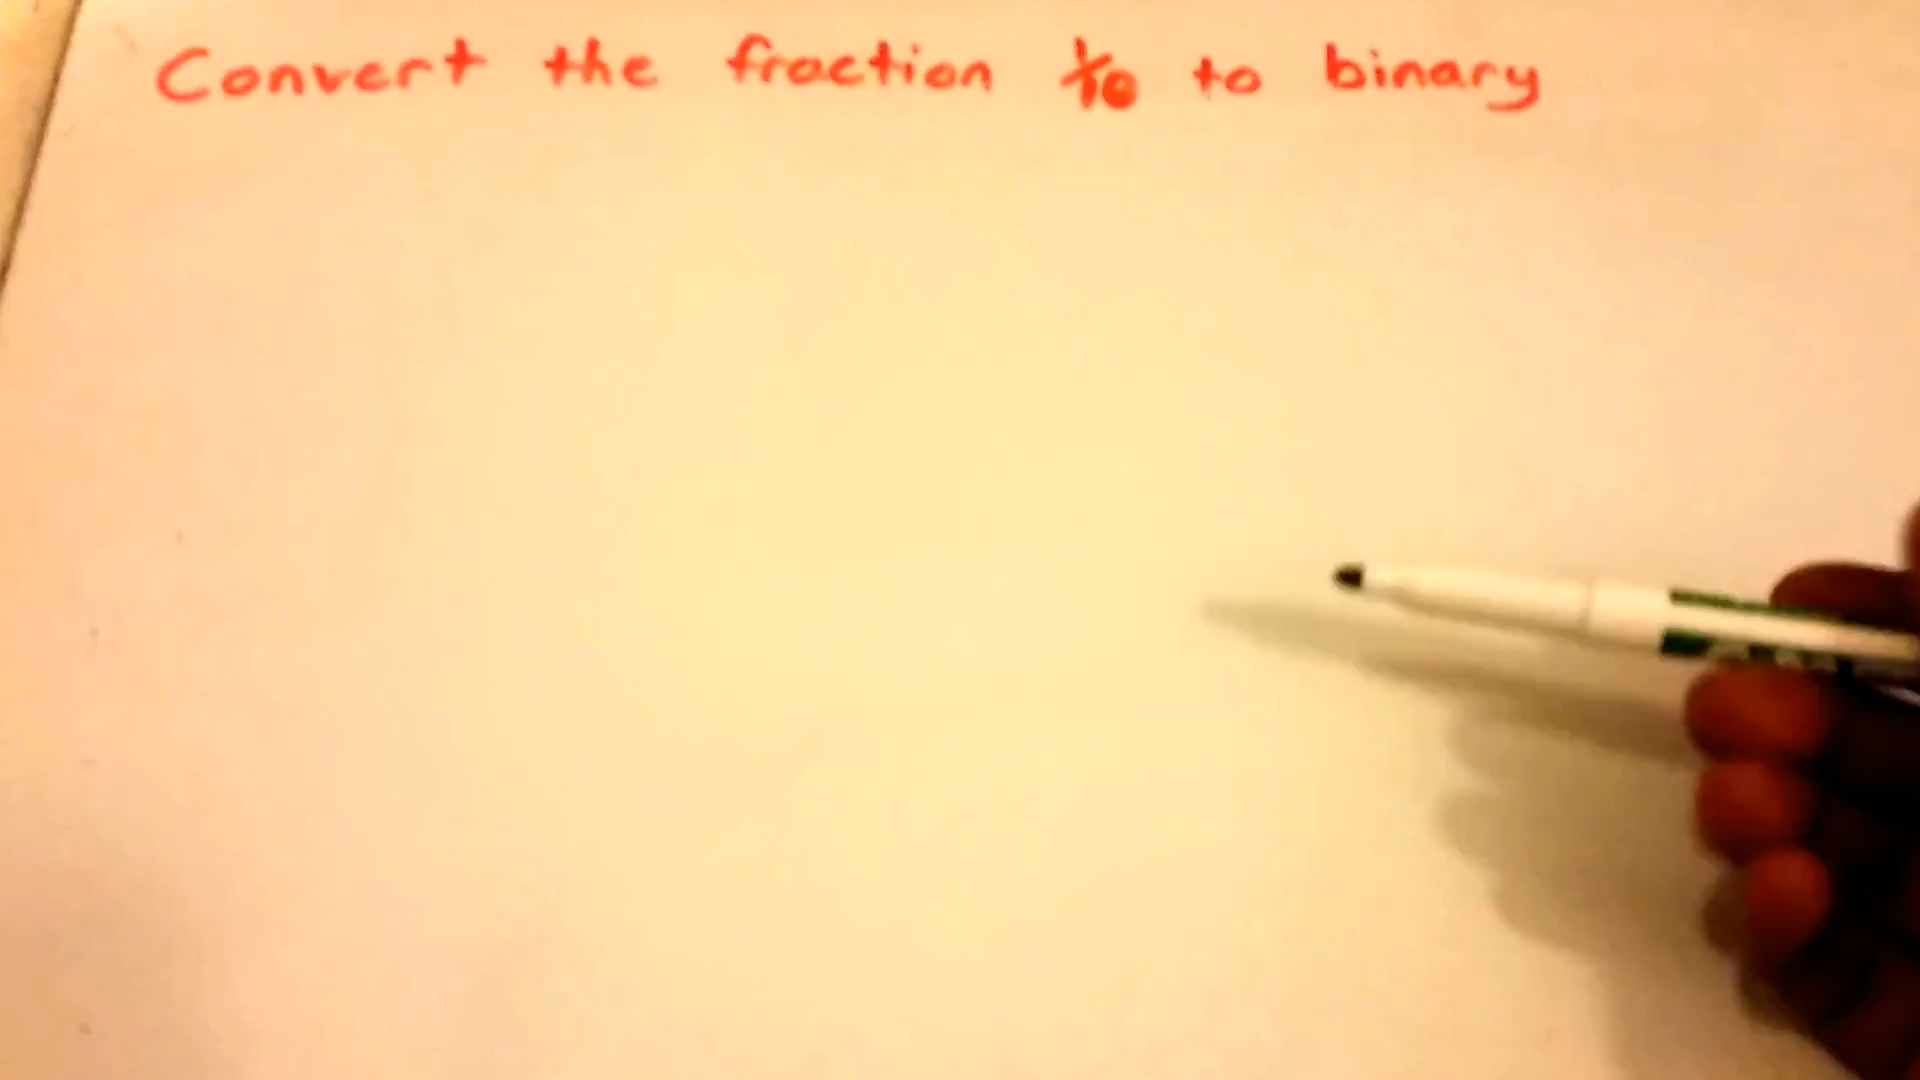 Convert the fraction 1/10 to binary